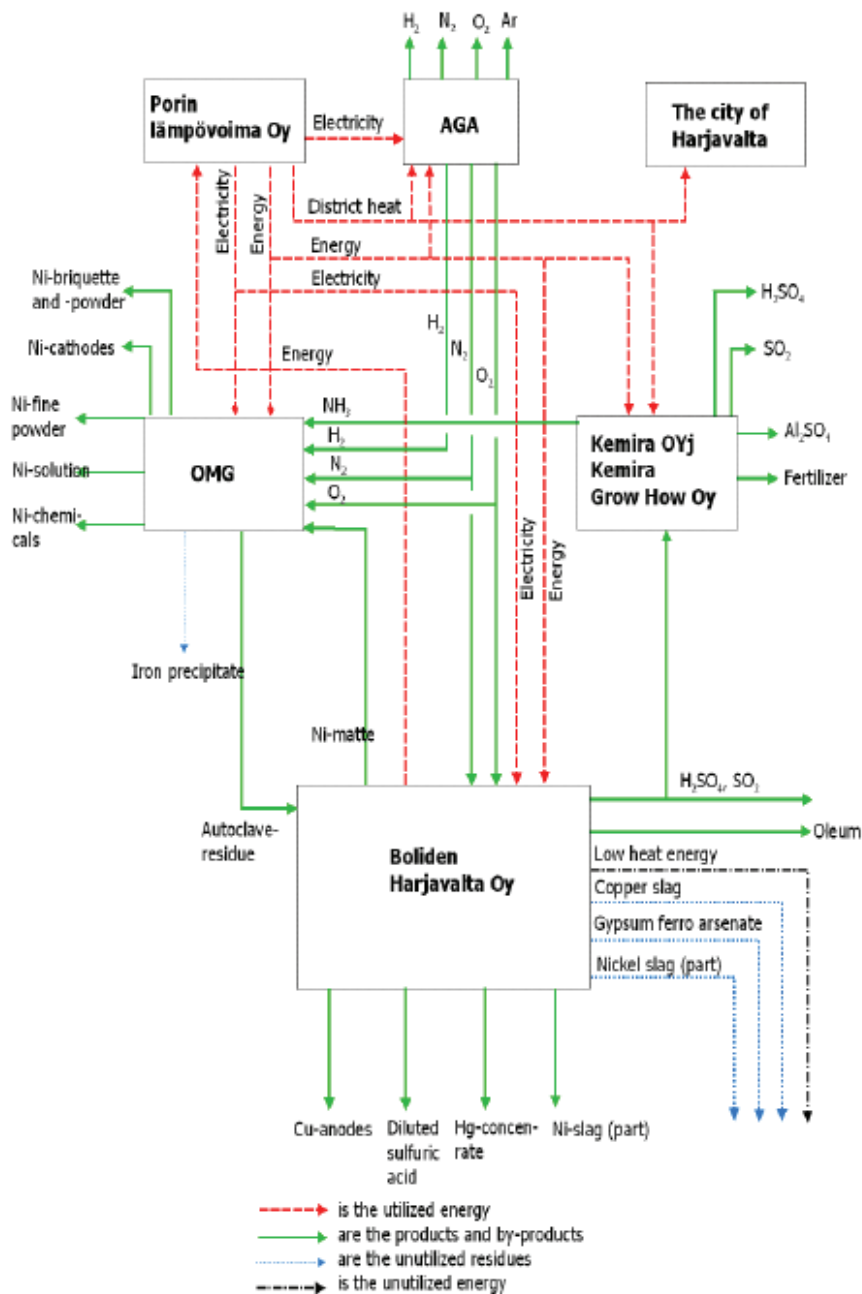 H₂ N₂ O₂ Ar
Porin
lämpövoima Oy
Electricity
AGA
The city of
Harjavalta
Electricity
Energy
District heat
Energy
Electricity
Ni-briquette
and -powder
H₂
N₂
O₂
H₂SO₄
SO₂
Ni-cathodes
Energy
Ni-fine
powder
NH₃
H₂
N₂
O₂
OMG
Kemira OYj
Kemira
Grow How Oy
Al₂SO₄
Fertilizer
Ni-solution
Ni-chemi-
cals
Electricity
Energy
Iron precipitate
Ni-matte
H₂SO₄, SO₂
Oleum
Autoclave-
residue
Boliden
Harjavalta Oy
Low heat energy
Copper slag
Gypsum ferro arsenate
Nickel slag (part)
Cu-anodes
Diluted
sulfuric
acid
Hg-concen-
rate
Ni-slag (part)
is the utilized energy
are the products and by-products
are the unutilized residues
is the unutilized energy